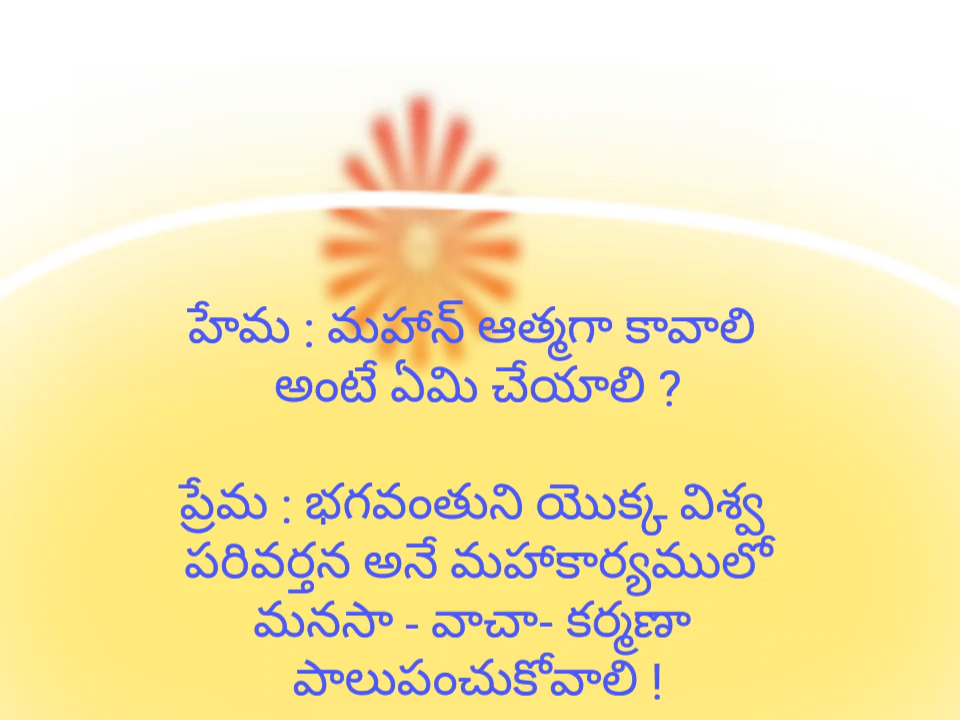 హేమ : మహాన్ ఆత్మగా కావాలి
అంటే ఏమి చేయాలి ?
ప్రేమ : భగవంతుని యొక్క విశ్వ
పరివర్తన అనే మహాకార్యములో
మనసా - వాచా- కర్మణా
పాలుపంచుకోవాలి !